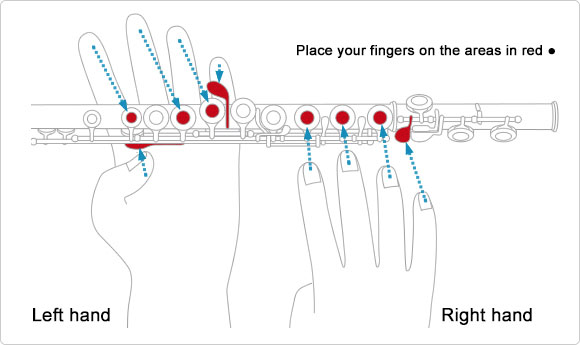 Place your fingers on the areas in red ●
Left hand
Right hand